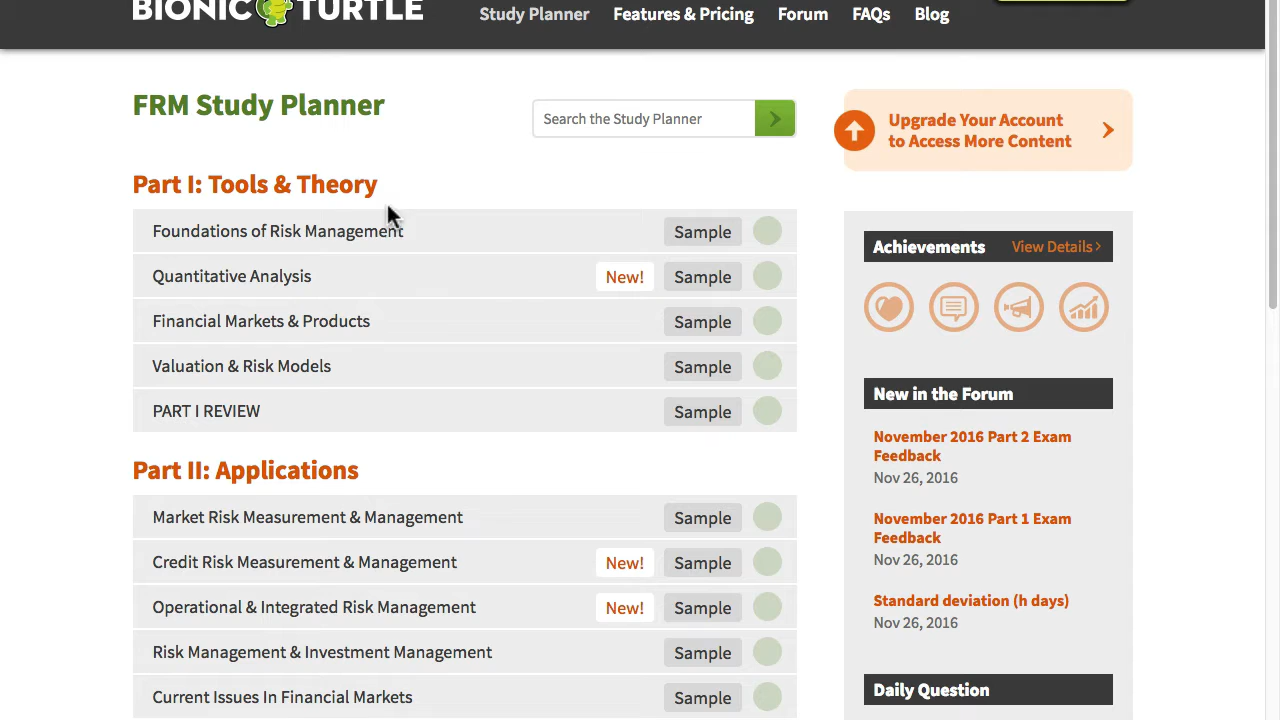 BIONIC TURTLE
Study Planner
Features & Pricing
Forum
FAQs
Blog
FRM Study Planner
Search the Study Planner
Upgrade Your Account
to Access More Content
Part I: Tools & Theory
Foundations of Risk Management
Sample
Quantitative Analysis
New!
Sample
Financial Markets & Products
Sample
Valuation & Risk Models
Sample
PART I REVIEW
Sample
Part II: Applications
Market Risk Measurement & Management
Sample
Credit Risk Measurement & Management
New!
Sample
Operational & Integrated Risk Management
New!
Sample
Risk Management & Investment Management
Sample
Current Issues In Financial Markets
Sample
Achievements
View Details
New in the Forum
November 2016 Part 2 Exam
Feedback
Nov 26, 2016
November 2016 Part 1 Exam
Feedback
Nov 26, 2016
Standard deviation (h days)
Nov 26, 2016
Daily Question